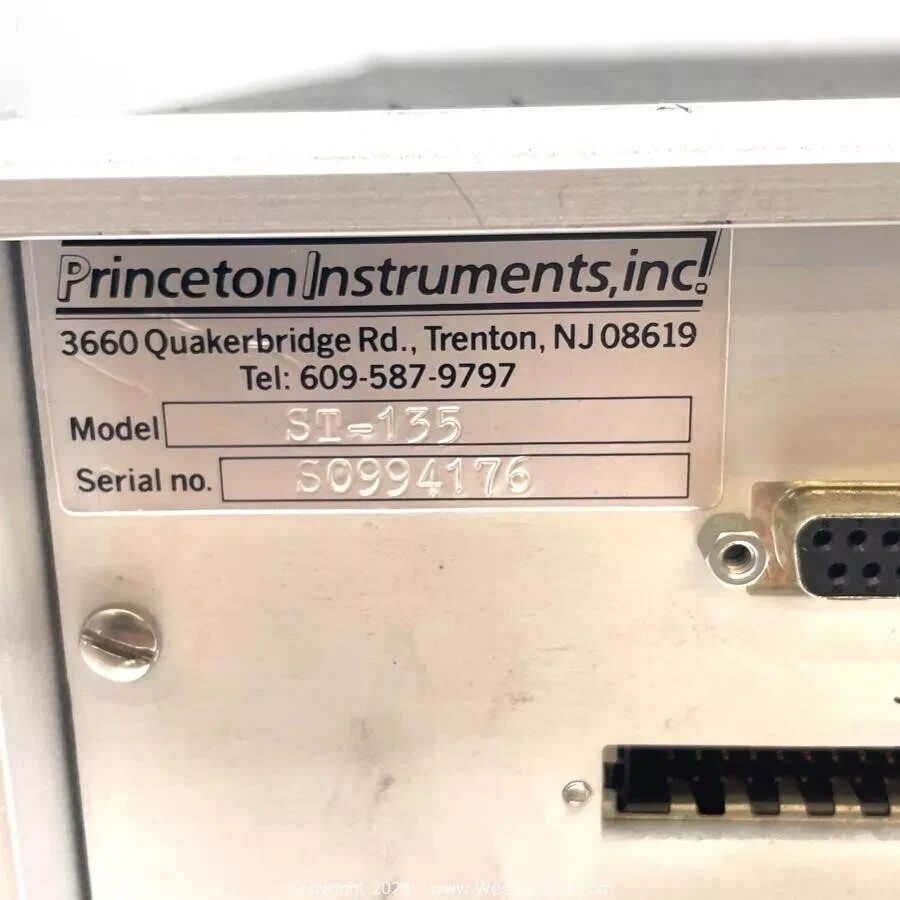 Princeton Instruments, inc!
3660 Quakerbridge Rd., Trenton, NJ 08619
Tel: 609-587-9797
Model ST-135
Serial no. S0994176
Copyright